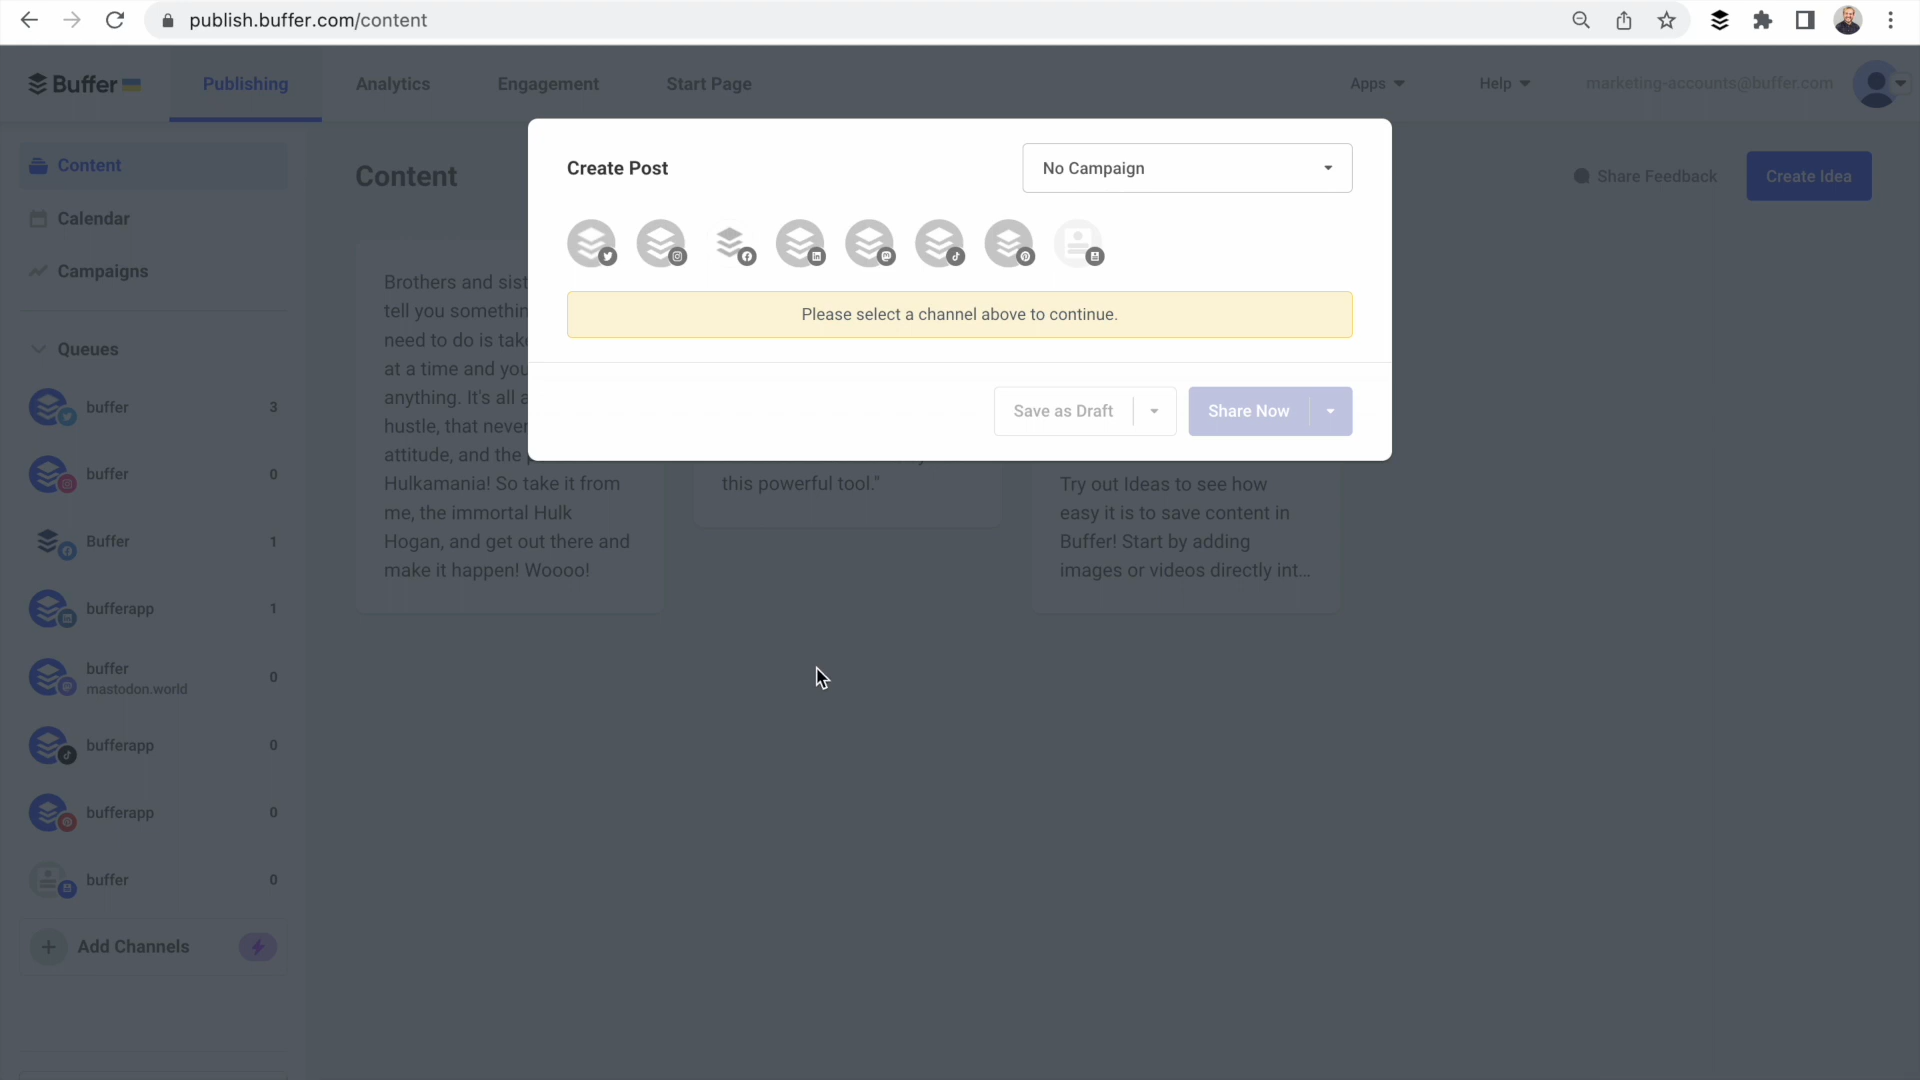 publish.buffer.com/content
Buffer
Publishing
Analytics
Engagement
Start Page
Apps
Help
marketing-accounts@buffer.com
Content
Calendar
Campaigns
Queues
buffer 3
buffer 0
Buffer 1
bufferapp 1
buffer
mastodon.world 0
bufferapp 0
bufferapp 0
buffer 0
Add Channels
Content
Share Feedback
Create Idea
Create Post
No Campaign
Please select a channel above to continue.
Save as Draft
Share Now
Brothers and sist
tell you somethin
need to do is take
at a time and you
anything. It's all a
hustle, that never
attitude, and the
Hulkamania! So take it from
me, the immortal Hulk
Hogan, and get out there and
make it happen! Woooo!
this powerful tool."
Try out Ideas to see how
easy it is to save content in
Buffer! Start by adding
images or videos directly int...